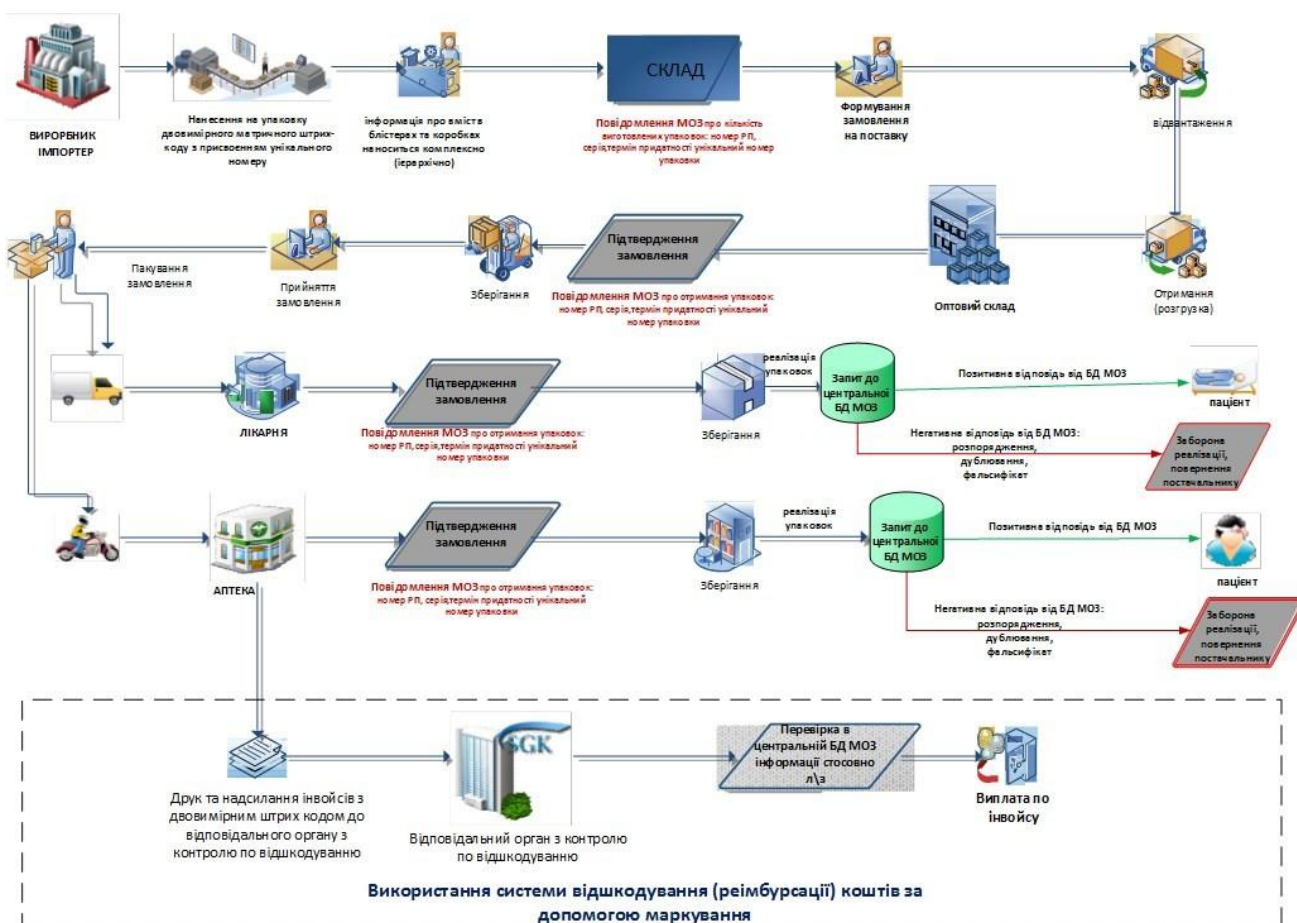 СКЛАД
ВИРОРБНИК
ІМПОРТЕР
Нанесення на упаковку
двовимірного матричного штрих-
коду з присвоєнням унікального
номеру
інформація про вміст в
блістерах та коробках
наноситься комплексно
(ієрархічно)
Повідомлення МОЗ про кількість
виготовлених упаковок: номер РП,
серія,термін придатності унікальний номер
упаковки
Формування
замовлення
на поставку
відвантаження
Пакування
замовлення
Прийняття
замовлення
Зберігання
Підтвердження
замовлення
Повідомлення МОЗ про отримання упаковок:
номер РП, серія,термін придатності унікальний
номер упаковки
Оптовий склад
Отримання
(розгрузка)
ЛІКАРНЯ
Підтвердження
замовлення
Повідомлення МОЗ про отримання упаковок:
номер РП, серія,термін придатності унікальний
номер упаковки
Зберігання
реалізація
упаковок
Запит до
центральної
БД МОЗ
Позитивна відповідь від БД МОЗ
пацієнт
Негативна відповідь від БД МОЗ:
розпорядження,
дублювання,
фальсифікат
Заборона
реалізації,
повернення
постачальнику
АПТЕКА
Підтвердження
замовлення
Повідомлення МОЗ про отримання упаковок:
номер РП, серія,термін придатності унікальний
номер упаковки
Зберігання
реалізація
упаковок
Запит до
центральної
БД МОЗ
Позитивна відповідь від БД МОЗ
пацієнт
Негативна відповідь від БД МОЗ:
розпорядження,
дублювання,
фальсифікат
Заборона
реалізації,
повернення
постачальнику
Друк та надсилання інвойсів з
двовимірним штрих кодом до
відповідального органу з
контролю по відшкодуванню
SGK
Відповідальний орган з контролю
по відшкодуванню
Перевірка в
центральній БД МОЗ
інформації стосовно
л\з
Виплата по
інвойсу
Використання системи відшкодування (реімбурсації) коштів за
допомогою маркування